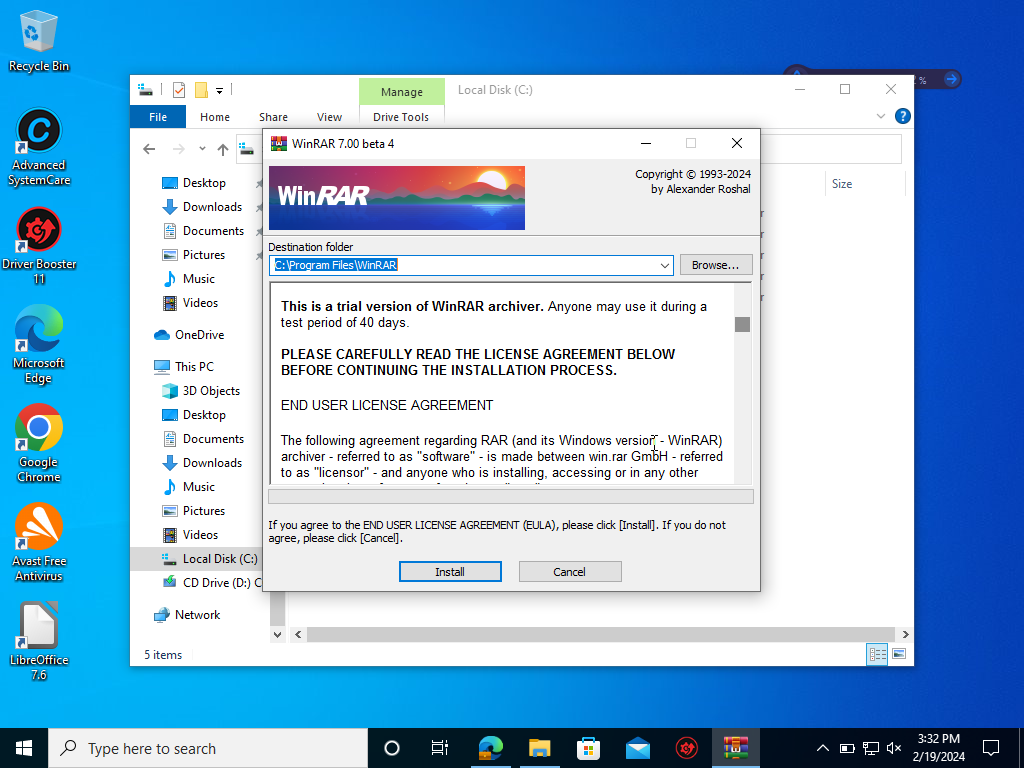 Recycle Bin
Advanced
SystemCare
Driver Booster
11
Microsoft
Edge
Google
Chrome
Avast Free
Antivirus
LibreOffice
7.6
Manage
Local Disk (C:)
File
Home
Share
View
Drive Tools
%
Size
Desktop
Downloads
Documents
Pictures
Music
Videos
OneDrive
This PC
3D Objects
Desktop
Documents
Downloads
Music
Pictures
Videos
Local Disk (C:)
CD Drive (D:) C
Network
5 items
WinRAR 7.00 beta 4
WinRAR
Copyright © 1993-2024
by Alexander Roshal
Destination folder
C:\Program Files\WinRAR
Browse...
This is a trial version of WinRAR archiver. Anyone may use it during a
test period of 40 days.
PLEASE CAREFULLY READ THE LICENSE AGREEMENT BELOW
BEFORE CONTINUING THE INSTALLATION PROCESS.
END USER LICENSE AGREEMENT
The following agreement regarding RAR (and its Windows version - WinRAR)
archiver - referred to as "software" - is made between win.rar GmbH - referred
to as "licensor" - and anyone who is installing, accessing or in any other
If you agree to the END USER LICENSE AGREEMENT (EULA), please click [Install]. If you do not
agree, please click [Cancel].
Install
Cancel
Type here to search
3:32 PM
2/19/2024